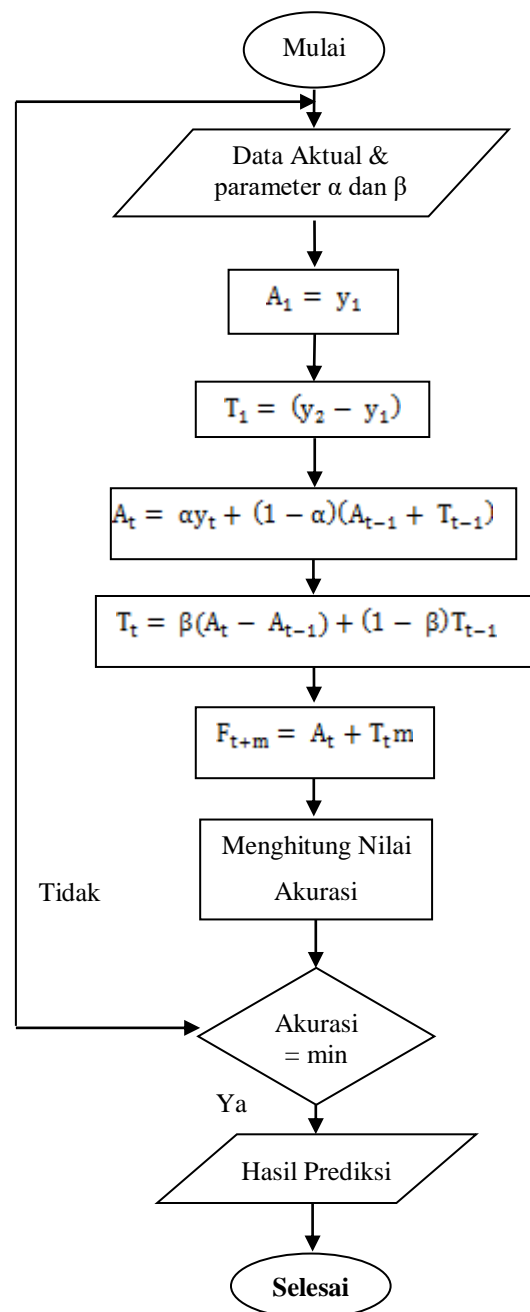 Mulai
Data Aktual &
parameter α dan β
A₁ = y₁
T₁ = (y₂ − y₁)
Aₜ = αyₜ + (1 − α)(Aₜ₋₁ + Tₜ₋₁)
Tₜ = β(Aₜ − Aₜ₋₁) + (1 − β)Tₜ₋₁
Fₜ₊ₘ = Aₜ + Tₜm
Menghitung Nilai
Akurasi
Tidak
Akurasi
= min
Ya
Hasil Prediksi
Selesai